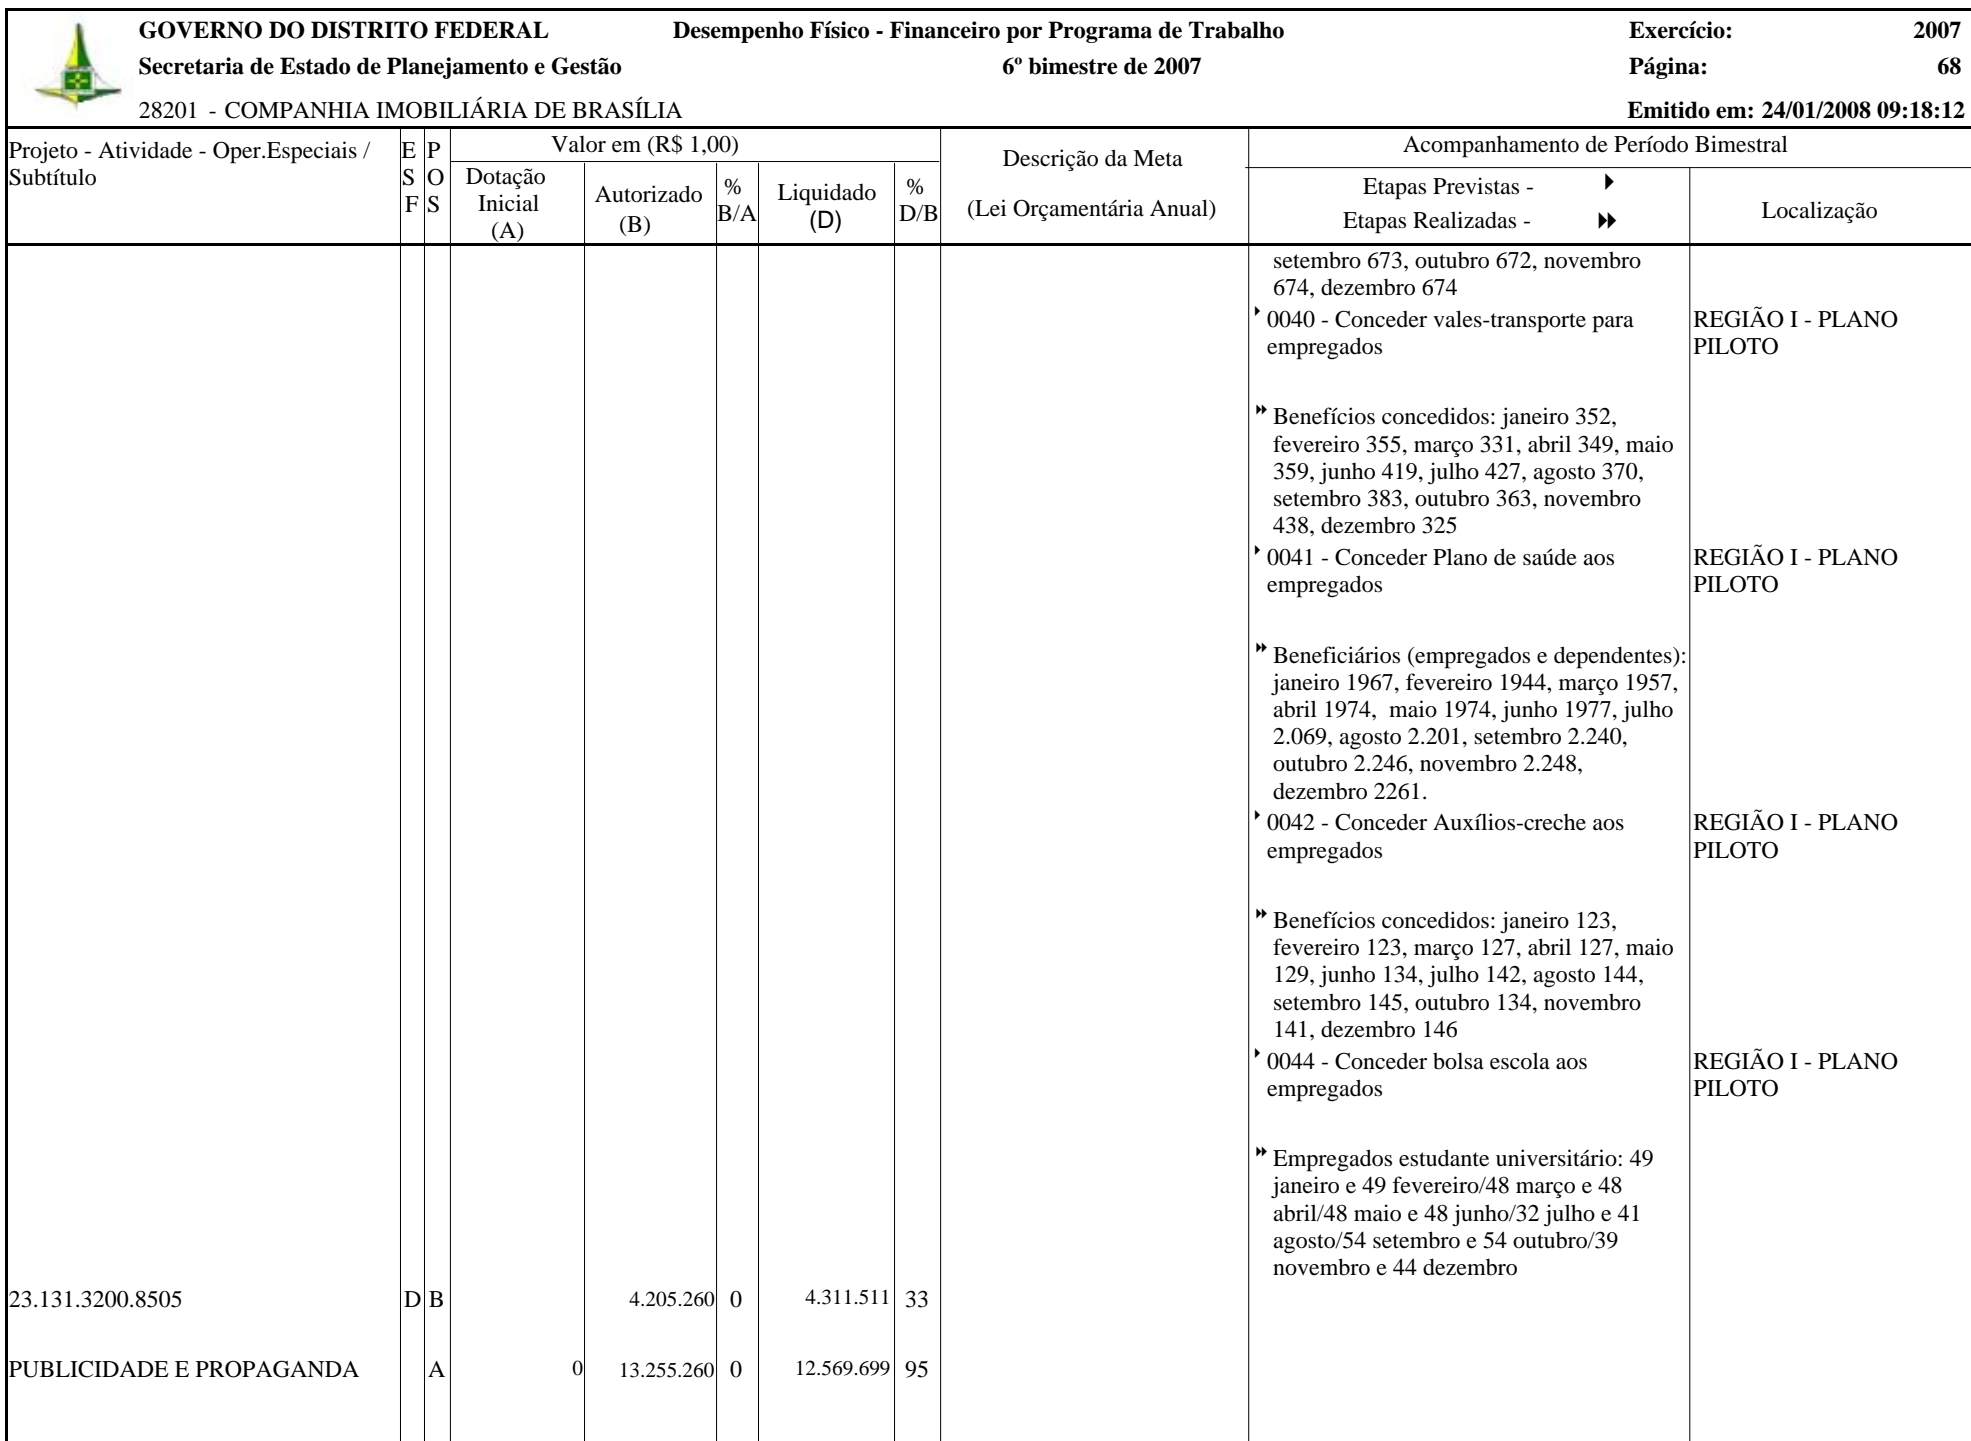 GOVERNO DO DISTRITO FEDERAL Desempenho Físico - Financeiro por Programa de Trabalho Exercício: 2007
Secretaria de Estado de Planejamento e Gestão 6º bimestre de 2007 Página: 68
28201 - COMPANHIA IMOBILIÁRIA DE BRASÍLIA Emitido em: 24/01/2008 09:18:12
Projeto - Atividade - Oper.Especiais /
Subtítulo
E
S
F
P
O
S
Valor em (R$ 1,00)
Dotação
Inicial
(A)
Autorizado
(B)
%
B/A
Liquidado
(D)
%
D/B
Descrição da Meta
(Lei Orçamentária Anual)
Acompanhamento de Período Bimestral
Etapas Previstas -
Etapas Realizadas -
Localização
setembro 673, outubro 672, novembro
674, dezembro 674
0040 - Conceder vales-transporte para REGIÃO I - PLANO
empregados PILOTO
Benefícios concedidos: janeiro 352,
fevereiro 355, março 331, abril 349, maio
359, junho 419, julho 427, agosto 370,
setembro 383, outubro 363, novembro
438, dezembro 325
0041 - Conceder Plano de saúde aos REGIÃO I - PLANO
empregados PILOTO
Beneficiários (empregados e dependentes):
janeiro 1967, fevereiro 1944, março 1957,
abril 1974, maio 1974, junho 1977, julho
2.069, agosto 2.201, setembro 2.240,
outubro 2.246, novembro 2.248,
dezembro 2261.
0042 - Conceder Auxílios-creche aos REGIÃO I - PLANO
empregados PILOTO
Benefícios concedidos: janeiro 123,
fevereiro 123, março 127, abril 127, maio
129, junho 134, julho 142, agosto 144,
setembro 145, outubro 134, novembro
141, dezembro 146
0044 - Conceder bolsa escola aos REGIÃO I - PLANO
empregados PILOTO
Empregados estudante universitário: 49
janeiro e 49 fevereiro/48 março e 48
abril/48 maio e 48 junho/32 julho e 41
agosto/54 setembro e 54 outubro/39
novembro e 44 dezembro
23.131.3200.8505 D B 4.205.260 0 4.311.511 33
PUBLICIDADE E PROPAGANDA A 0 13.255.260 0 12.569.699 95